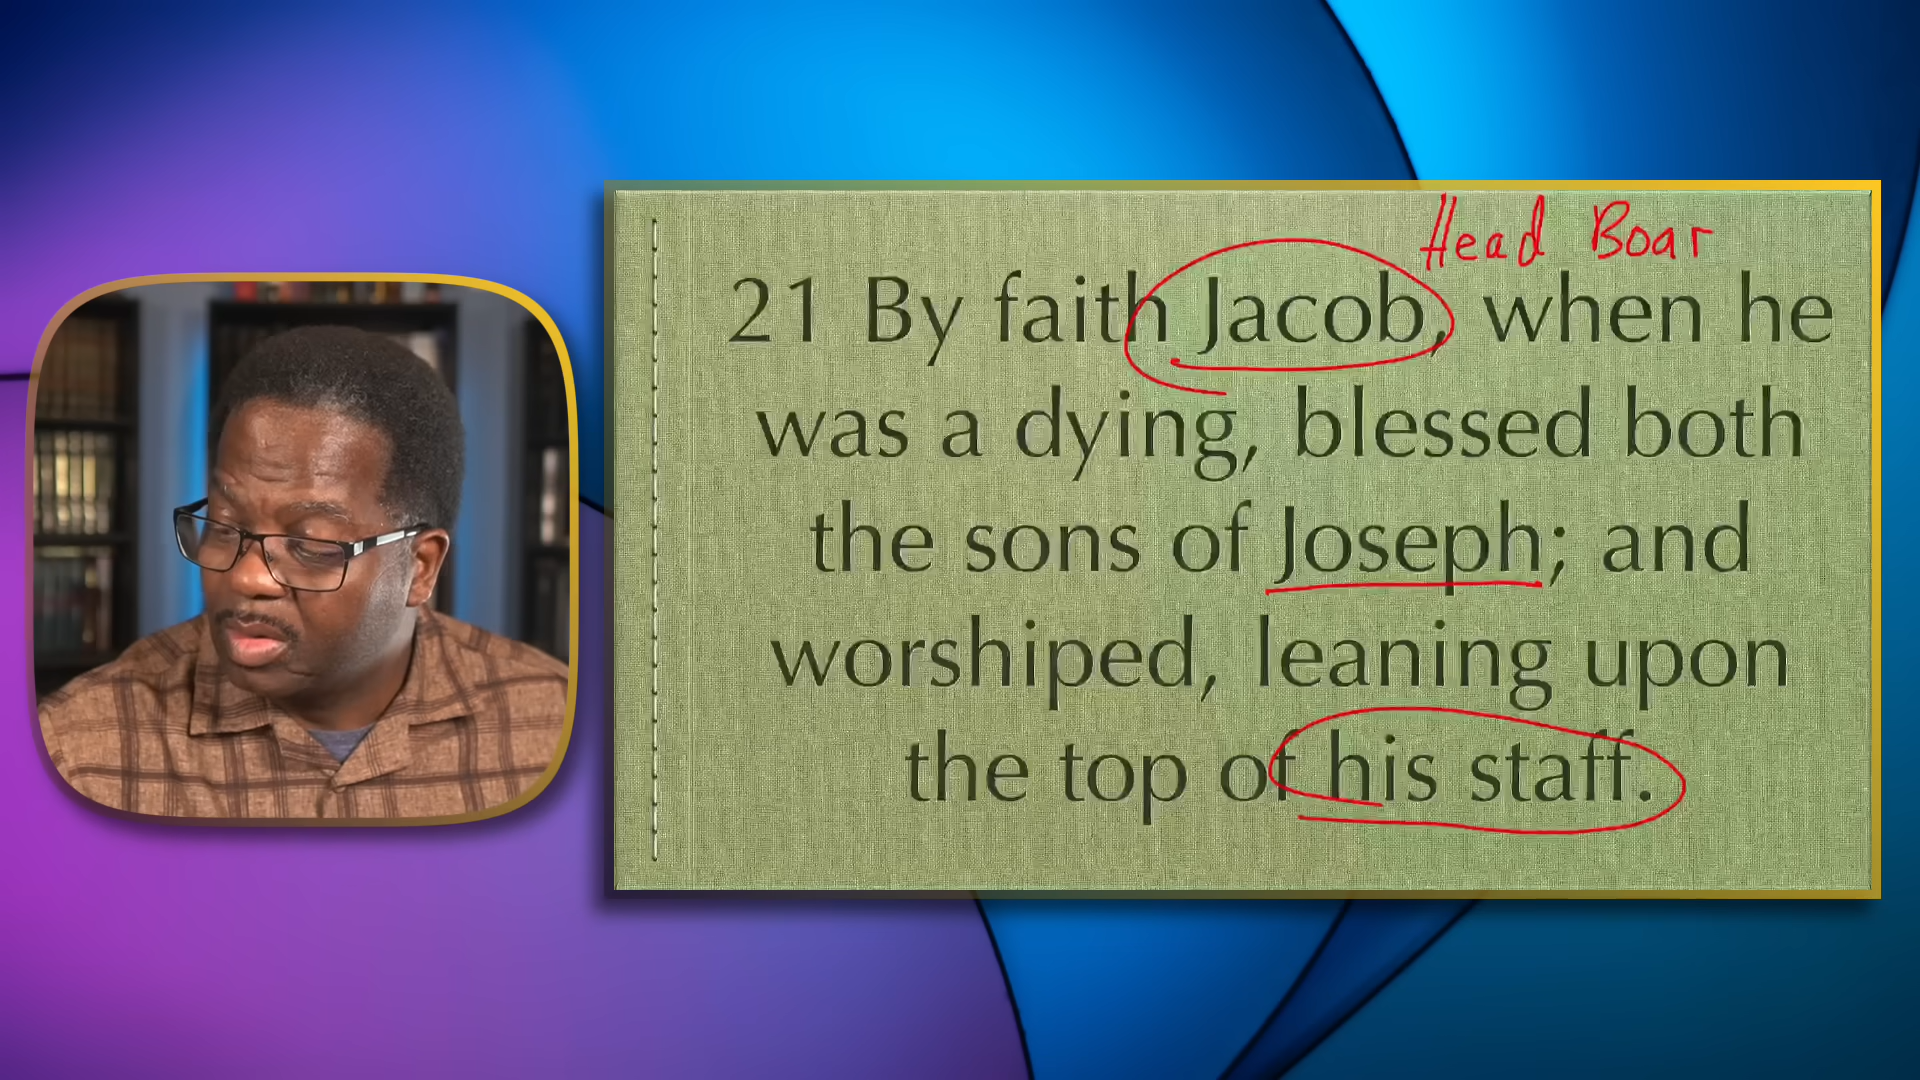 Head Boar
21 By faith Jacob, when he
was a dying, blessed both
the sons of Joseph; and
worshiped, leaning upon
the top of his staff.